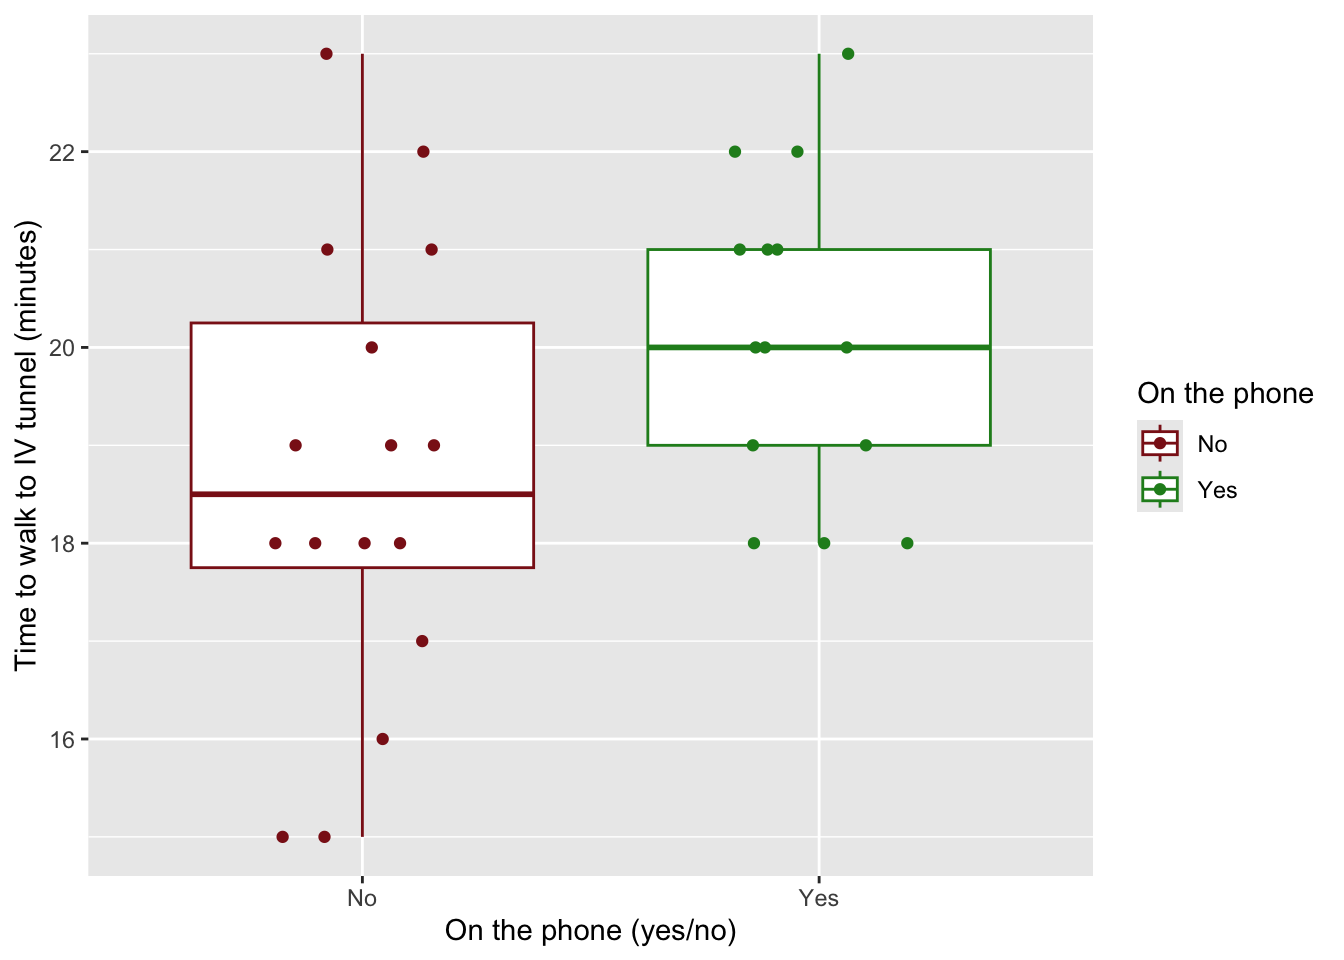 Time to walk to IV tunnel (minutes)
22
20
18
16
No
Yes
On the phone (yes/no)
On the phone
No
Yes